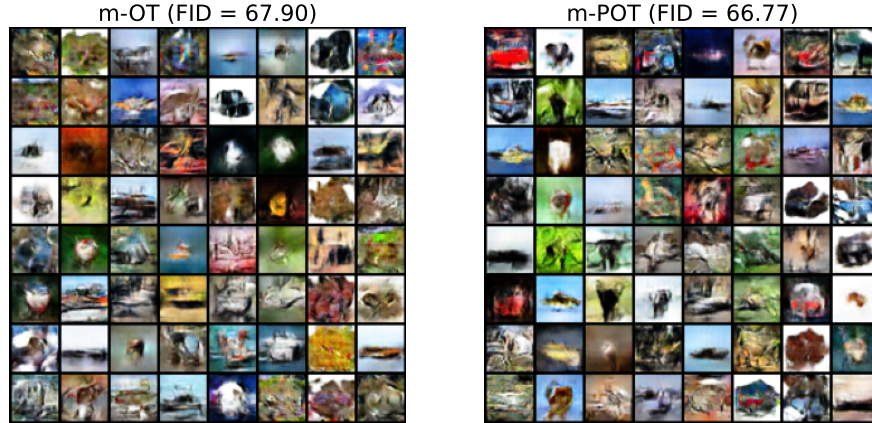 m-OT (FID = 67.90)
m-POT (FID = 66.77)